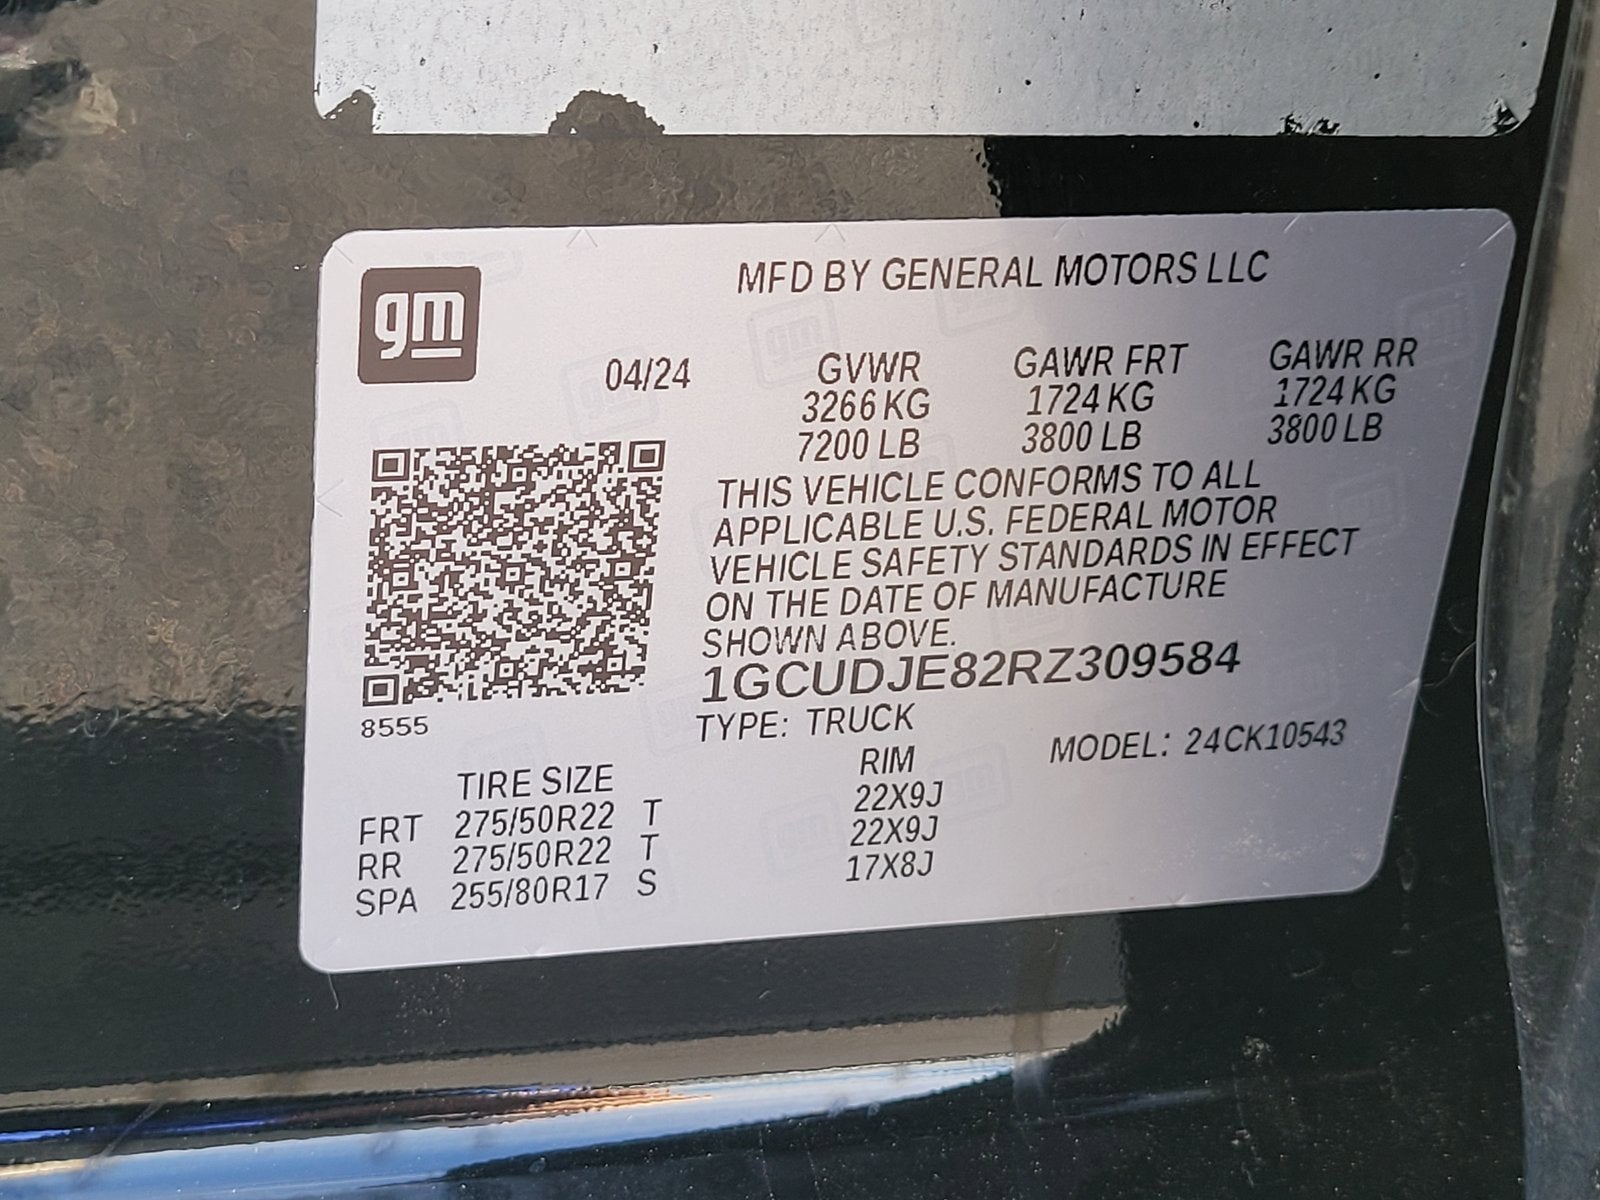 gm
MFD BY GENERAL MOTORS LLC
04/24
GVWR GAWR FRT GAWR RR
3266 KG 1724 KG 1724 KG
7200 LB 3800 LB 3800 LB
THIS VEHICLE CONFORMS TO ALL
APPLICABLE U.S. FEDERAL MOTOR
VEHICLE SAFETY STANDARDS IN EFFECT
ON THE DATE OF MANUFACTURE
SHOWN ABOVE.
1GCUDJE82RZ309584
8555
TYPE: TRUCK
MODEL: 24CK10543
TIRE SIZE RIM
FRT 275/50R22 T 22X9J
RR 275/50R22 T 22X9J
SPA 255/80R17 S 17X8J